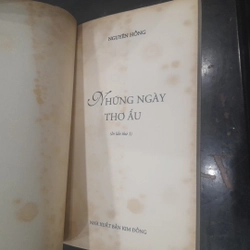 NGUYÊN HỒNG
NHỮNG NGÀY
THƠ ẤU
NHÀ XUẤT BẢN KIM ĐỒNG